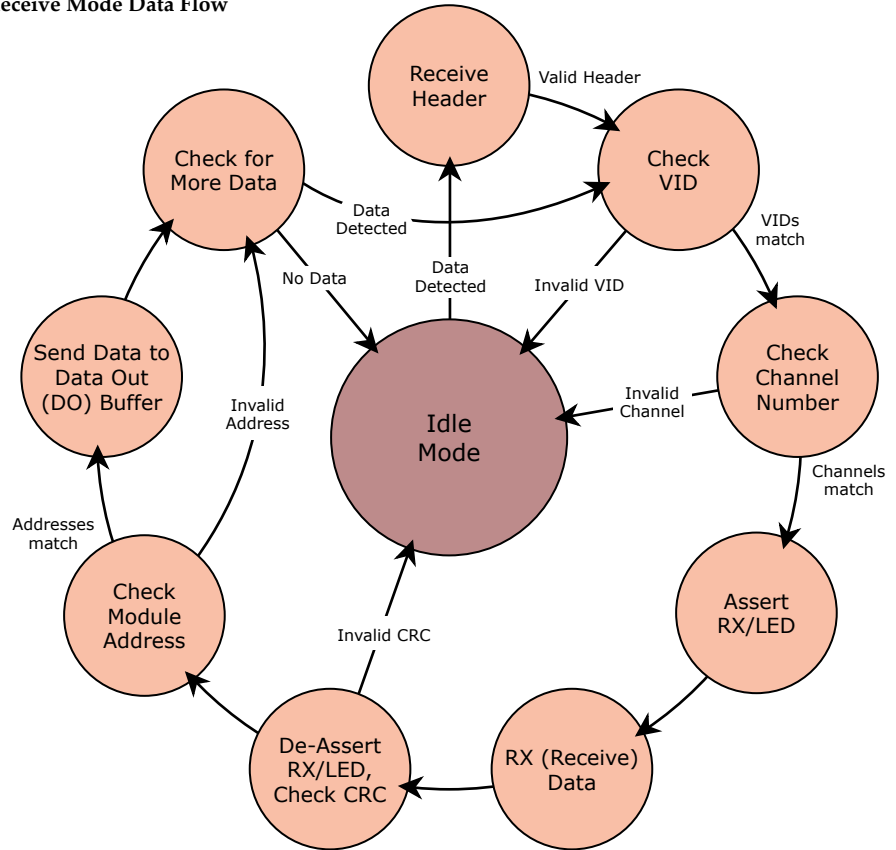 eceive Mode Data Flow
Receive
Header
Valid Header
Check
VID
VIDs
match
Check
Channel
Number
Channels
match
Assert
RX/LED
RX (Receive)
Data
De-Assert
RX/LED,
Check CRC
Check
Module
Address
Addresses
match
Send Data to
Data Out
(DO) Buffer
Check for
More Data
Data
Detected
No Data
Data
Detected
Invalid VID
Invalid
Channel
Invalid
Address
Invalid CRC
Idle
Mode